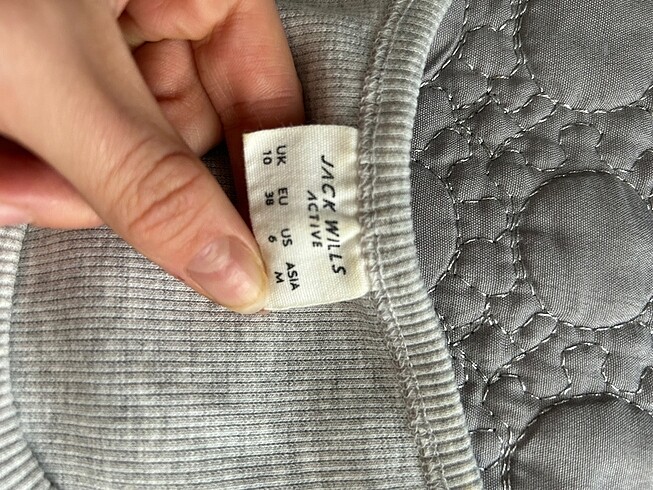 JACK WILLS
ACTIVE
UK EU US ASIA
10 38 6 M